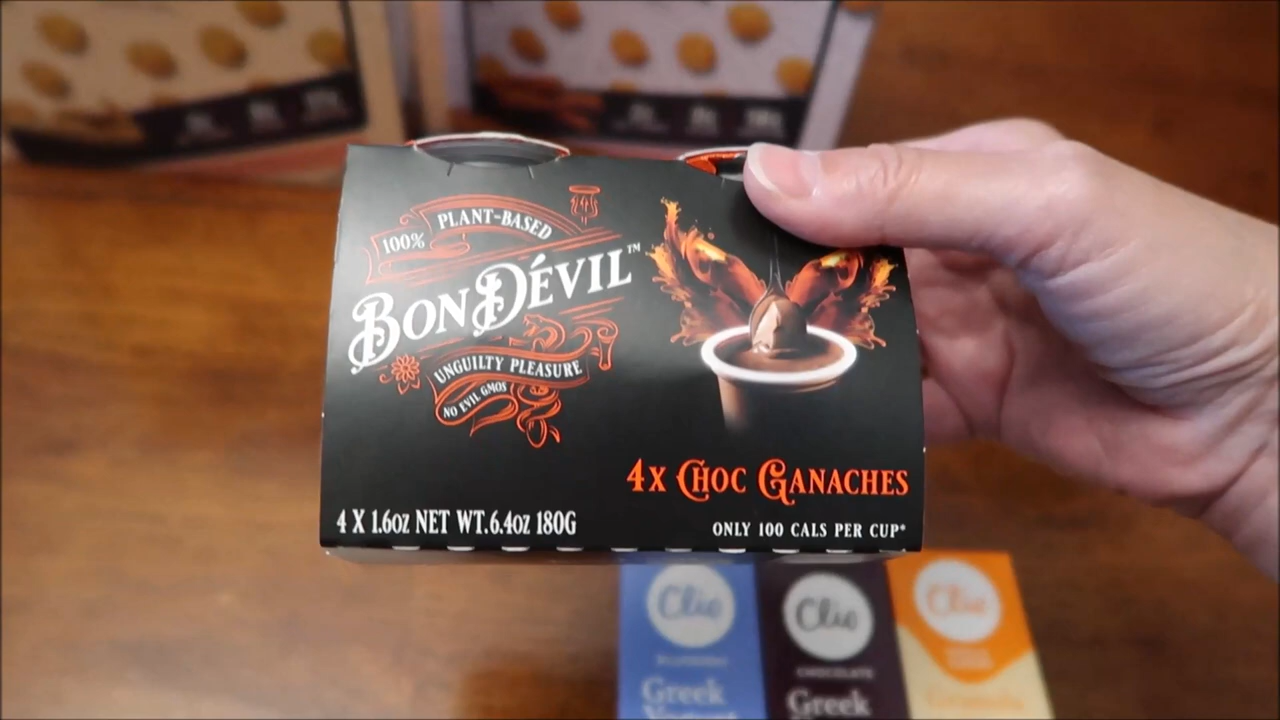 100% PLANT-BASED
BONDÉVIL™
UNGUILTY PLEASURE
NO EVIL GMOS
4X CHOC GANACHES
4 X 1.6oz NET WT.6.4oz 180G
ONLY 100 CALS PER CUP*
Clio
Clio
Clio
CHOCOLATE
Greek
Greek
Yogurt